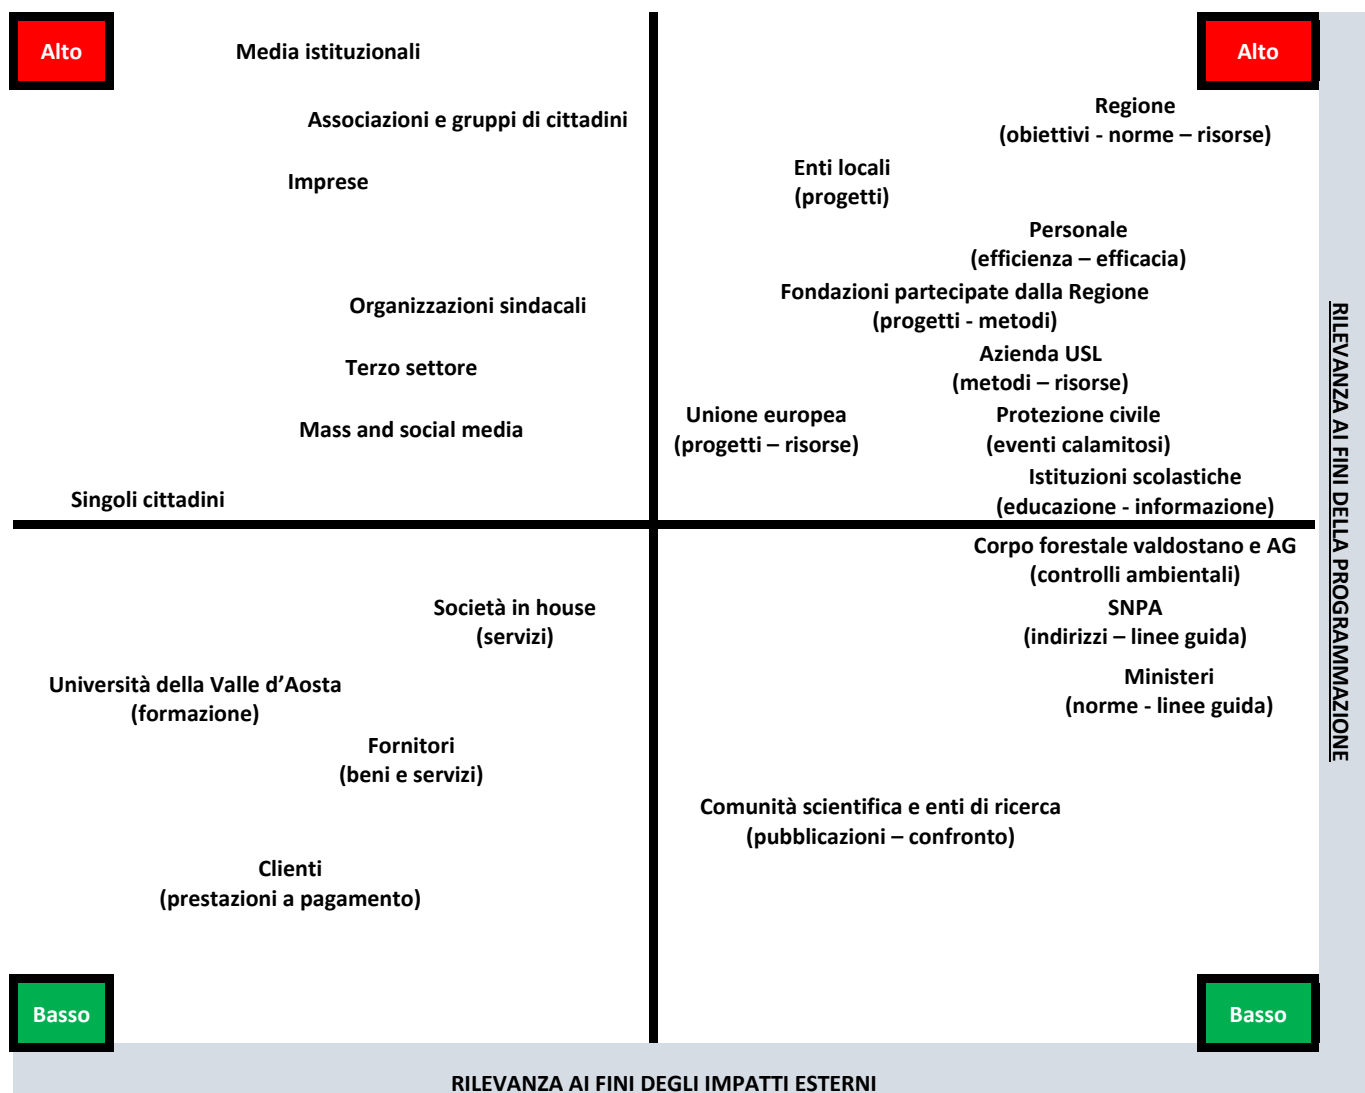 Alto
Media istituzionali
Associazioni e gruppi di cittadini
Imprese
Organizzazioni sindacali
Terzo settore
Mass and social media
Singoli cittadini
Alto
Regione
(obiettivi - norme – risorse)
Enti locali
(progetti)
Personale
(efficienza – efficacia)
Fondazioni partecipate dalla Regione
(progetti - metodi)
Azienda USL
(metodi – risorse)
Unione europea
(progetti – risorse)
Protezione civile
(eventi calamitosi)
Istituzioni scolastiche
(educazione - informazione)
Società in house
(servizi)
Università della Valle d’Aosta
(formazione)
Fornitori
(beni e servizi)
Clienti
(prestazioni a pagamento)
Basso
Corpo forestale valdostano e AG
(controlli ambientali)
SNPA
(indirizzi – linee guida)
Ministeri
(norme - linee guida)
Comunità scientifica e enti di ricerca
(pubblicazioni – confronto)
Basso
RILEVANZA AI FINI DELLA PROGRAMMAZIONE
RILEVANZA AI FINI DEGLI IMPATTI ESTERNI